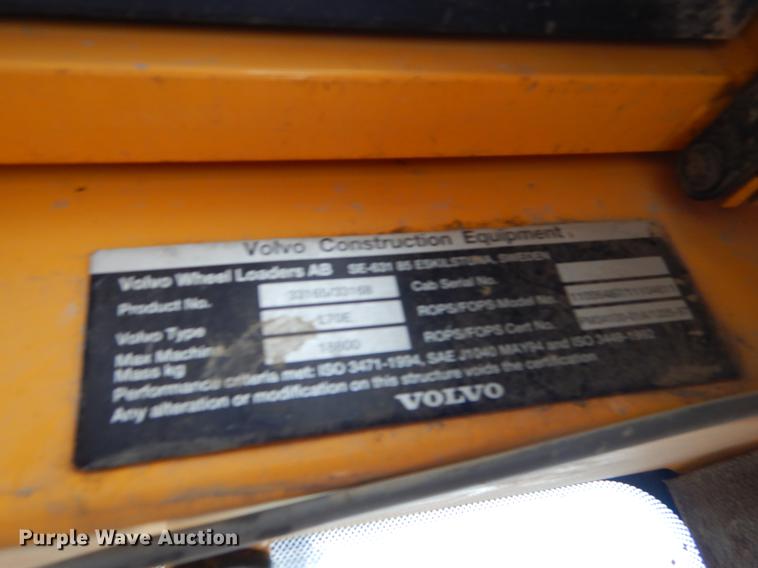 Volvo Construction Equipment
Volvo Wheel Loaders AB SE-631 85 ESKILSTUNA, SWEDEN
Product No. 33165/33168 Cab Serial No.
Volvo Type L70E ROPS/FOPS Model No.
Max Machine Mass kg 18800 ROPS/FOPS Cert No.
Performance criteria met: ISO 3471-1994, SAE J1040 MAY94 and ISO 3449-1992
Any alteration or modification on this structure voids the certification
VOLVO
Purple Wave Auction